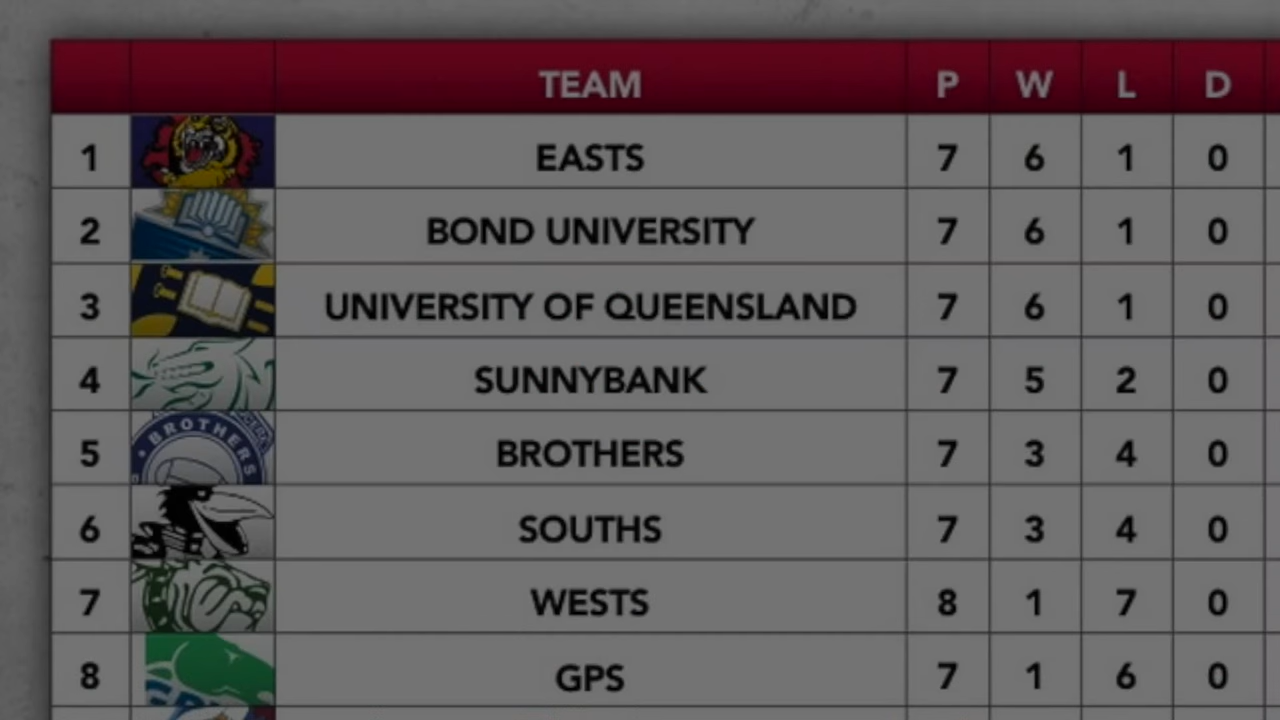 TEAM P W L D
1 EASTS 7 6 1 0
2 BOND UNIVERSITY 7 6 1 0
3 UNIVERSITY OF QUEENSLAND 7 6 1 0
4 SUNNYBANK 7 5 2 0
5 BROTHERS BROTHERS 7 3 4 0
6 SOUTHS 7 3 4 0
7 WESTS 8 1 7 0
8 GPS 7 1 6 0